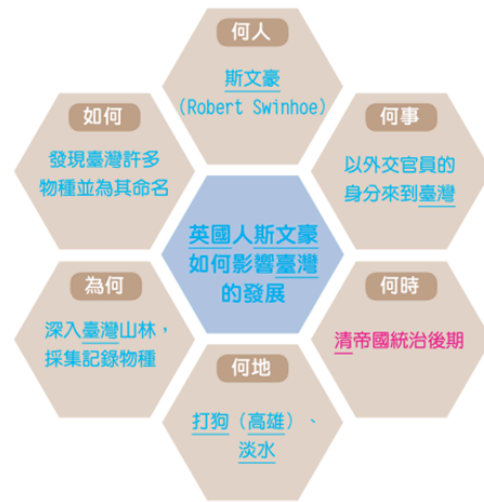 何人
斯文豪
(Robert Swinhoe)
何事
以外交官員的
身分來到臺灣
何時
清帝國統治後期
何地
打狗（高雄）、
淡水
為何
深入臺灣山林，
採集記錄物種
如何
發現臺灣許多
物種並為其命名
英國人斯文豪
如何影響臺灣
的發展